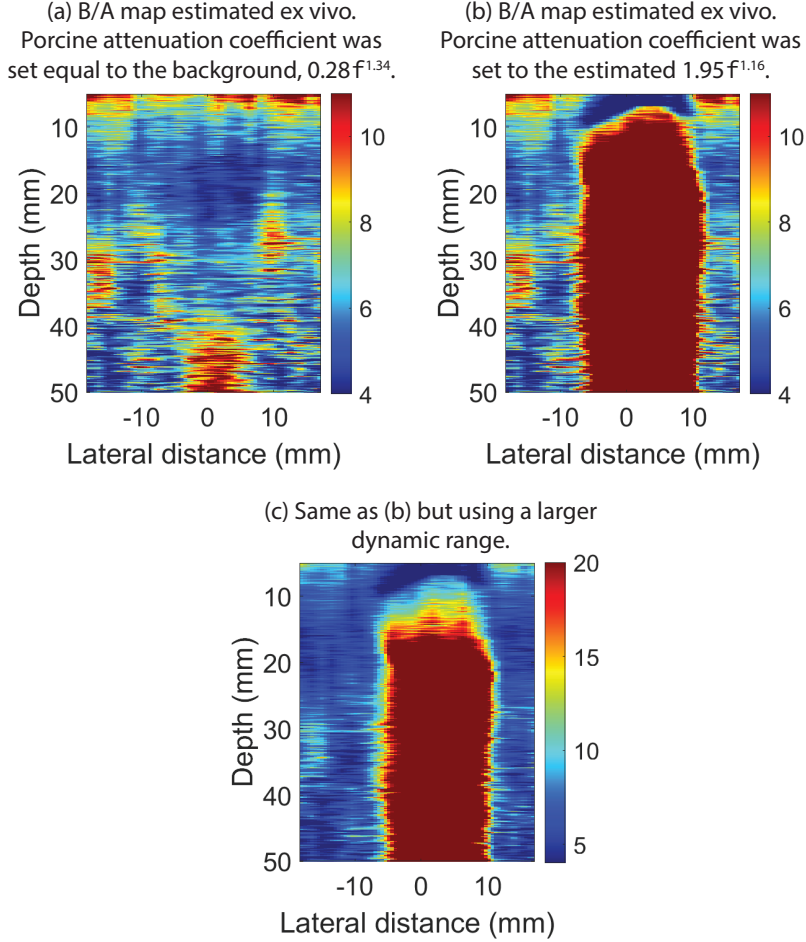 (a) B/A map estimated ex vivo.
Porcine attenuation coefficient was
set equal to the background, 0.28f^1.34.
(b) B/A map estimated ex vivo.
Porcine attenuation coefficient was
set to the estimated 1.95f^1.16.
10
20
30
40
50
Depth (mm)
-10 0 10
Lateral distance (mm)
10
8
6
4
10
20
30
40
50
Depth (mm)
-10 0 10
Lateral distance (mm)
10
8
6
4
(c) Same as (b) but using a larger
dynamic range.
10
20
30
40
50
Depth (mm)
-10 0 10
Lateral distance (mm)
20
15
10
5